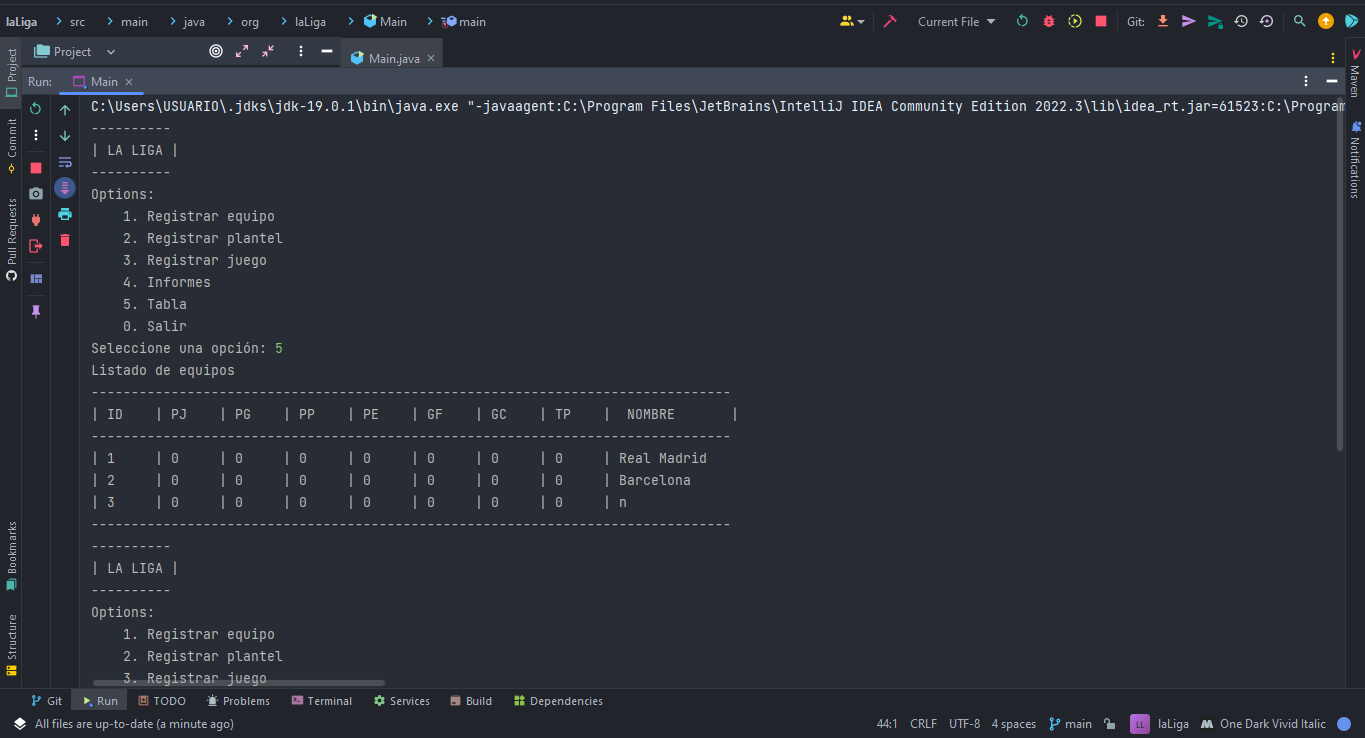 laLiga > src > main > java > org > laLiga > Main > main Current File Git:
Project Main.java ×
Run: Main ×
C:\Users\USUARIO\.jdks\jdk-19.0.1\bin\java.exe "-javaagent:C:\Program Files\JetBrains\IntelliJ IDEA Community Edition 2022.3\lib\idea_rt.jar=61523:C:\Program
----------
| LA LIGA |
----------
Options:
    1. Registrar equipo
    2. Registrar plantel
    3. Registrar juego
    4. Informes
    5. Tabla
    0. Salir
Seleccione una opción: 5
Listado de equipos
--------------------------------------------------------------------------------
| ID    | PJ    | PG    | PP    | PE    | GF    | GC    | TP    |  NOMBRE       |
--------------------------------------------------------------------------------
| 1     | 0     | 0     | 0     | 0     | 0     | 0     | 0     | Real Madrid
| 2     | 0     | 0     | 0     | 0     | 0     | 0     | 0     | Barcelona
| 3     | 0     | 0     | 0     | 0     | 0     | 0     | 0     | n
--------------------------------------------------------------------------------
----------
| LA LIGA |
----------
Options:
    1. Registrar equipo
    2. Registrar plantel
    3. Registrar juego
Project
Commit
Pull Requests
Bookmarks
Structure
Maven
Notifications
Git Run TODO Problems Terminal Services Build Dependencies
All files are up-to-date (a minute ago) 44:1 CRLF UTF-8 4 spaces main LL laLiga One Dark Vivid Italic